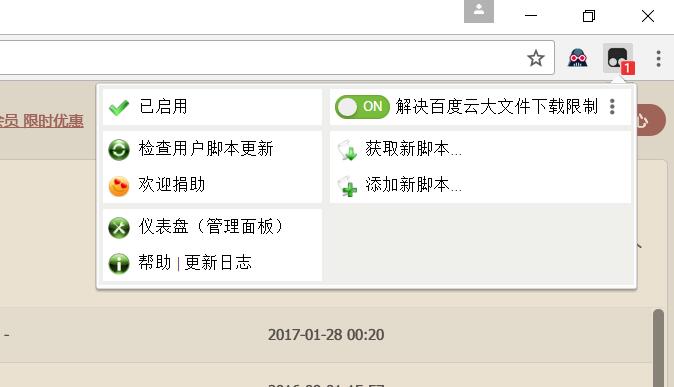 1
会员 限时优惠
已启用
ON 解决百度云大文件下载限制
心
检查用户脚本更新
获取新脚本...
欢迎捐助
添加新脚本...
仪表盘（管理面板）
帮助 | 更新日志
- 2017-01-28 00:20